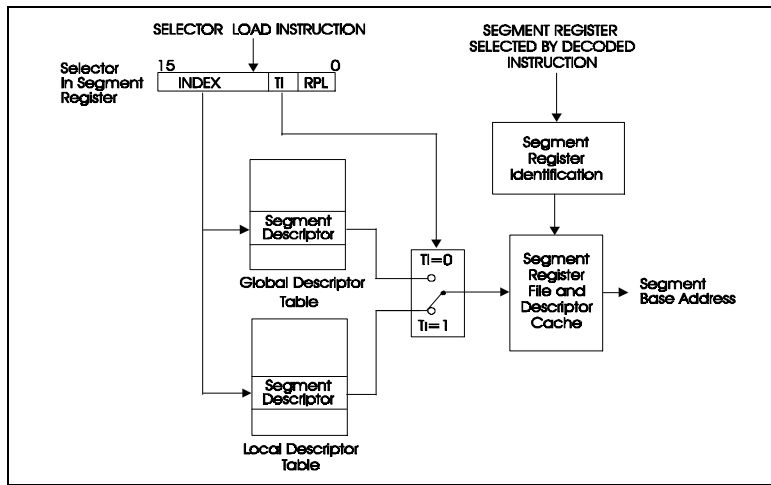 SELECTOR LOAD INSTRUCTION
Selector
In Segment
Register
15 0
INDEX TI RPL
SEGMENT REGISTER
SELECTED BY DECODED
INSTRUCTION
Segment
Register
Identification
Segment
Descriptor
Global Descriptor
Table
TI=0
TI=1
Segment
Register
File and
Descriptor
Cache
Segment
Base Address
Segment
Descriptor
Local Descriptor
Table